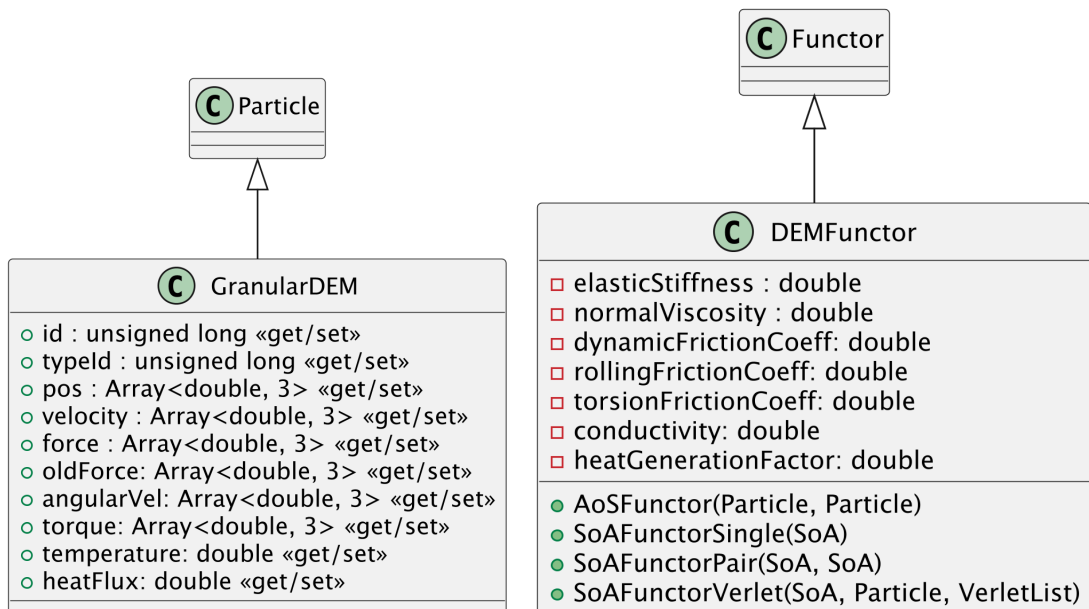 C Particle
C GranularDEM
id : unsigned long «get/set»
typeId : unsigned long «get/set»
pos : Array<double, 3> «get/set»
velocity : Array<double, 3> «get/set»
force : Array<double, 3> «get/set»
oldForce: Array<double, 3> «get/set»
angularVel: Array<double, 3> «get/set»
torque: Array<double, 3> «get/set»
temperature: double «get/set»
heatFlux: double «get/set»
C Functor
C DEMFunctor
elasticStiffness : double
normalViscosity : double
dynamicFrictionCoeff: double
rollingFrictionCoeff: double
torsionFrictionCoeff: double
conductivity: double
heatGenerationFactor: double
AoSFunctor(Particle, Particle)
SoAFunctorSingle(SoA)
SoAFunctorPair(SoA, SoA)
SoAFunctorVerlet(SoA, Particle, VerletList)